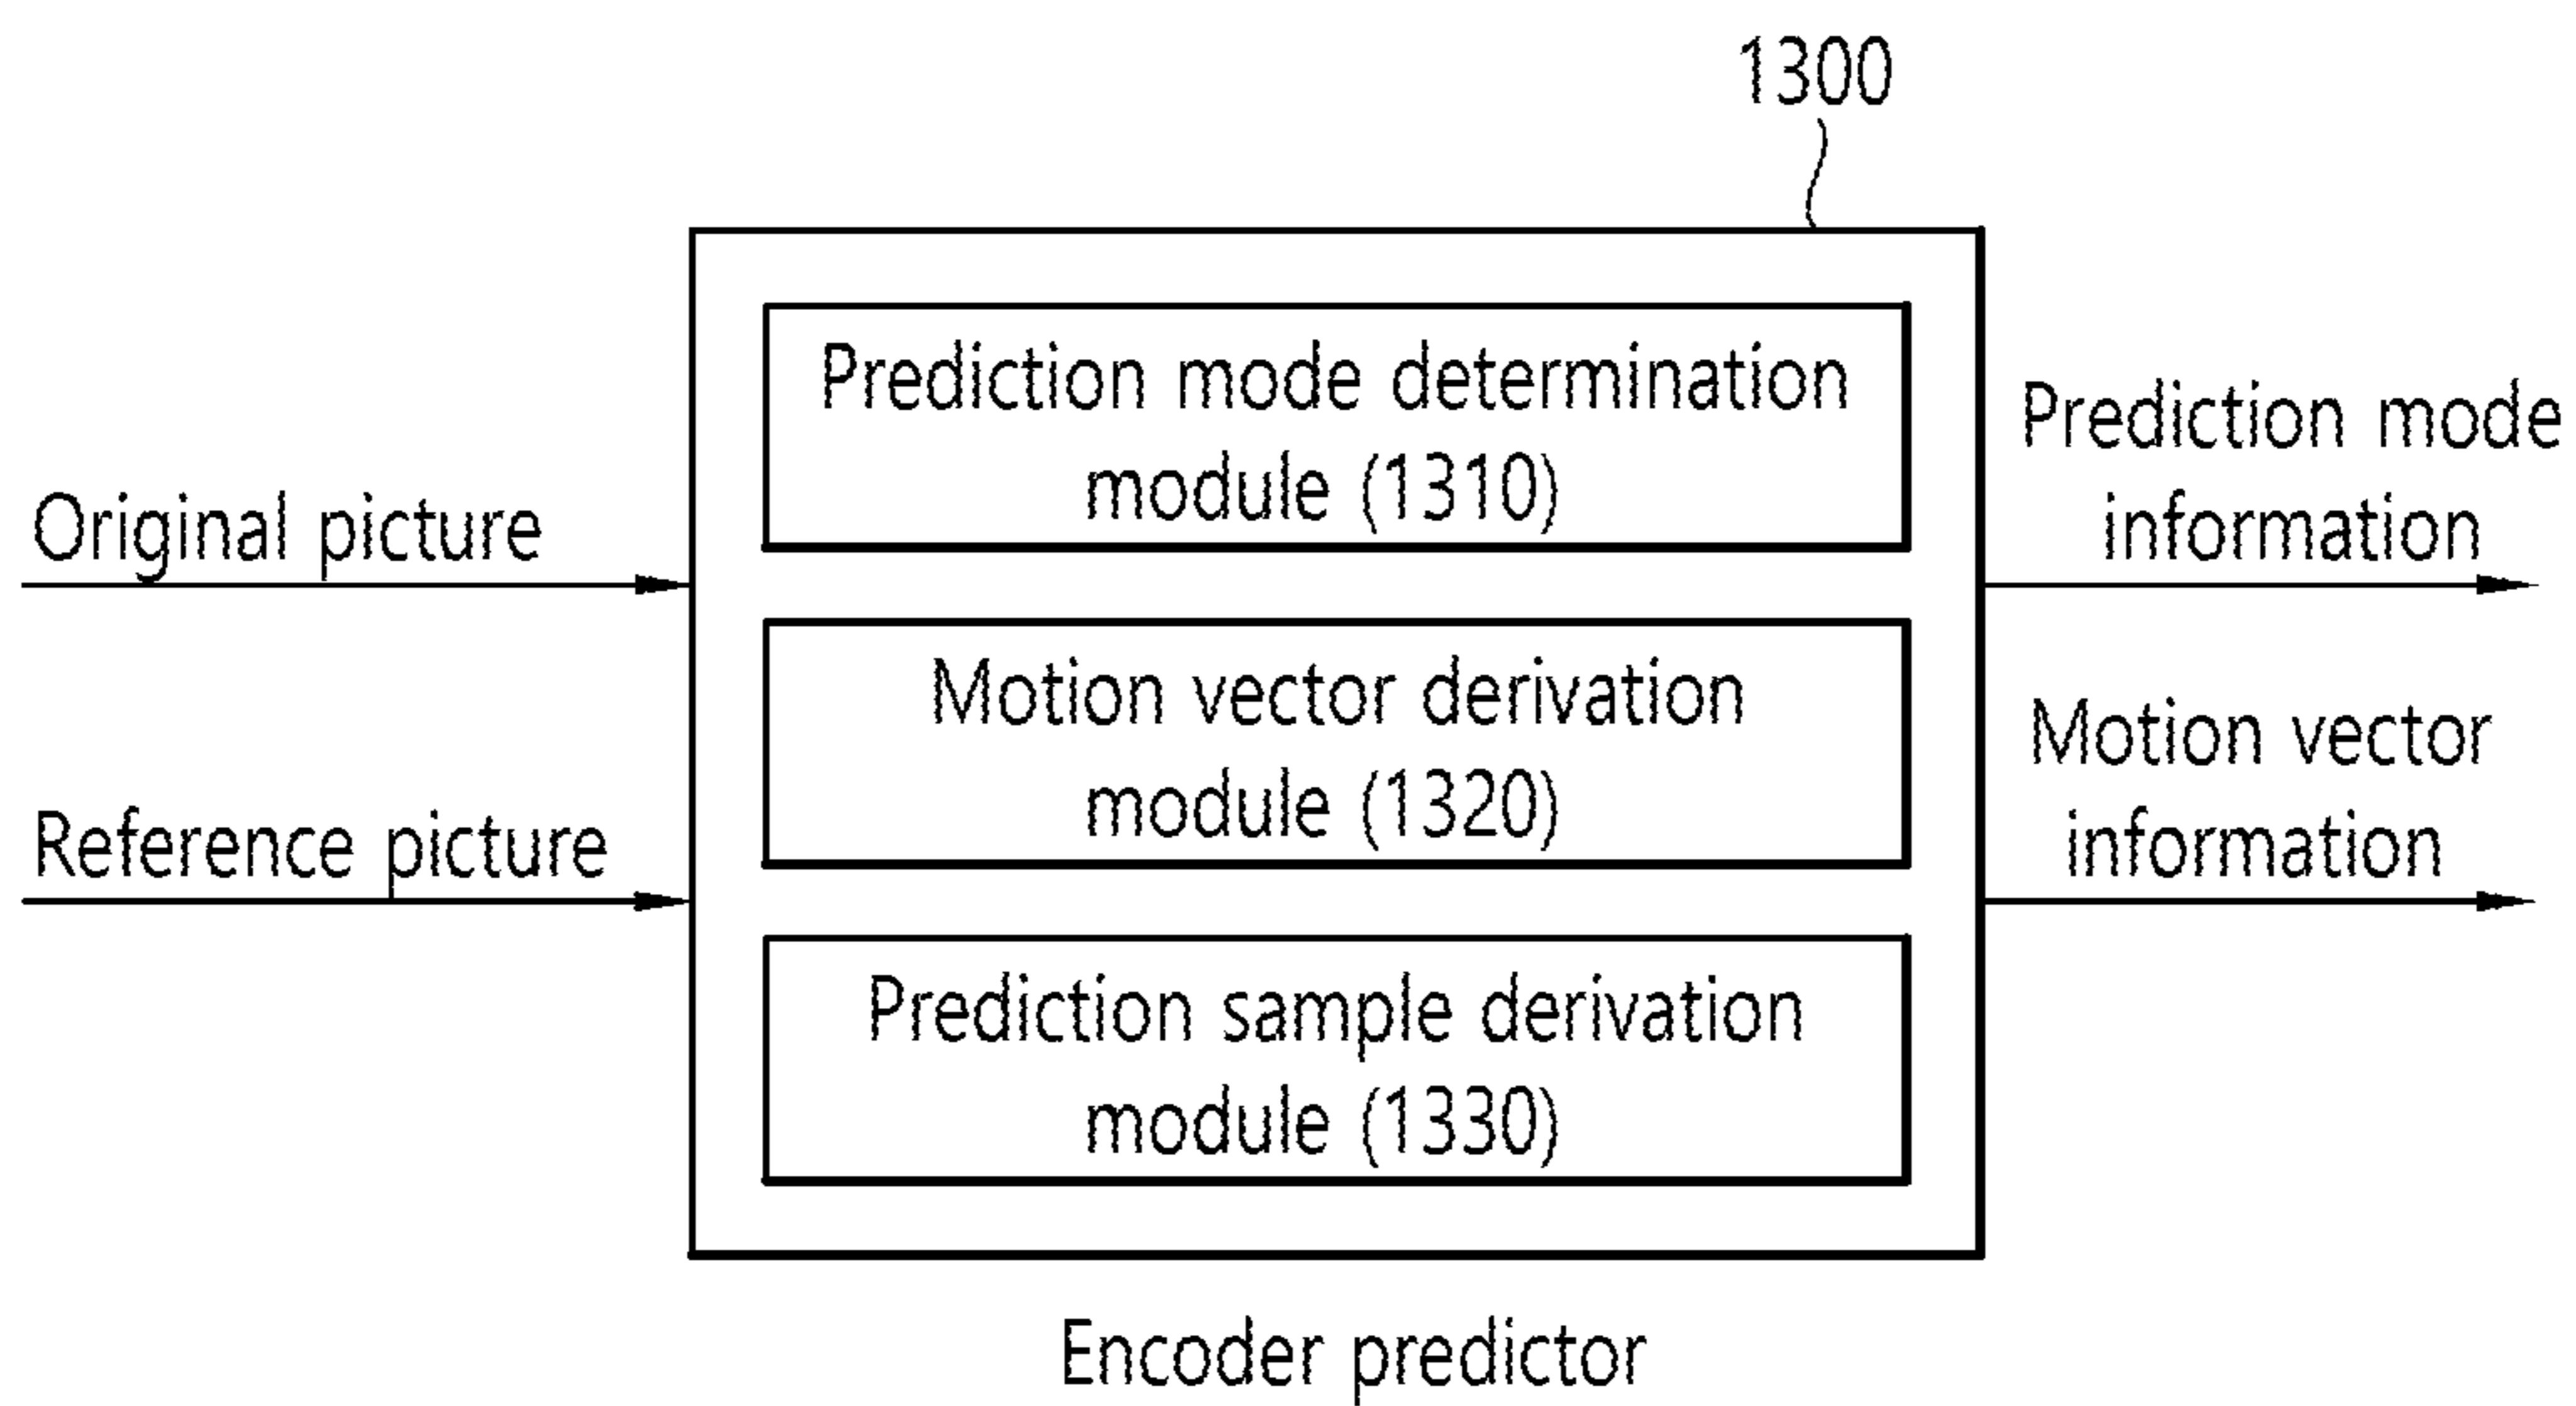 1300
Prediction mode determination
module (1310)
Original picture
Prediction mode
information
Motion vector derivation
module (1320)
Reference picture
Motion vector
information
Prediction sample derivation
module (1330)
Encoder predictor